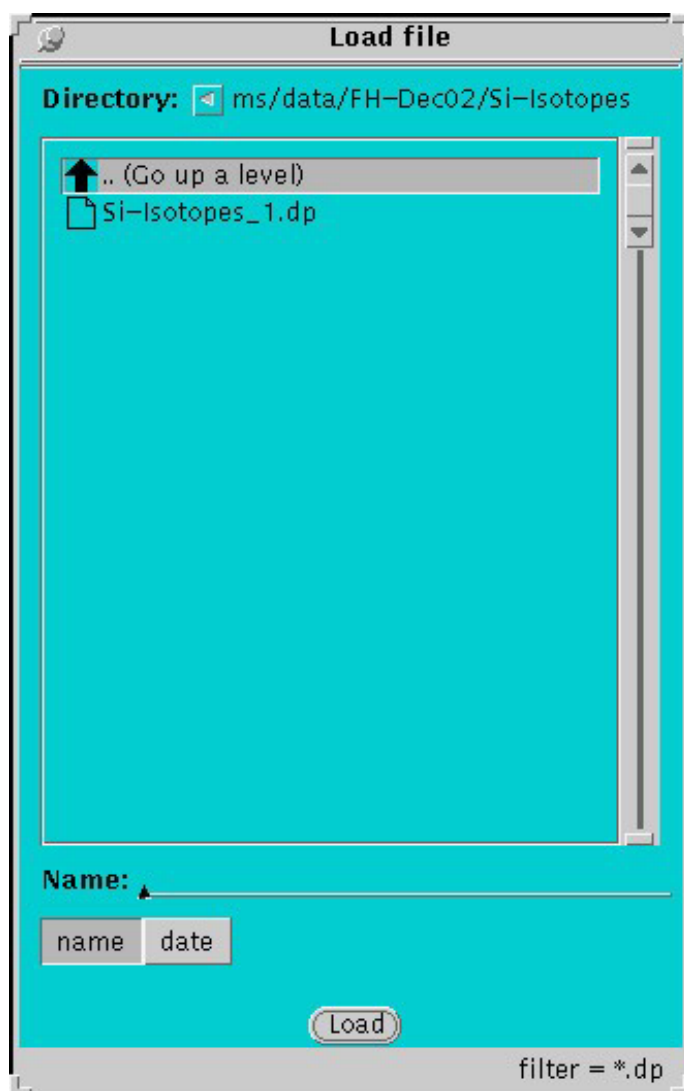 Load file
Directory: ms/data/FH-Dec02/Si-Isotopes
.. (Go up a level)
Si-Isotopes_1.dp
Name:
name date
Load
filter = *.dp